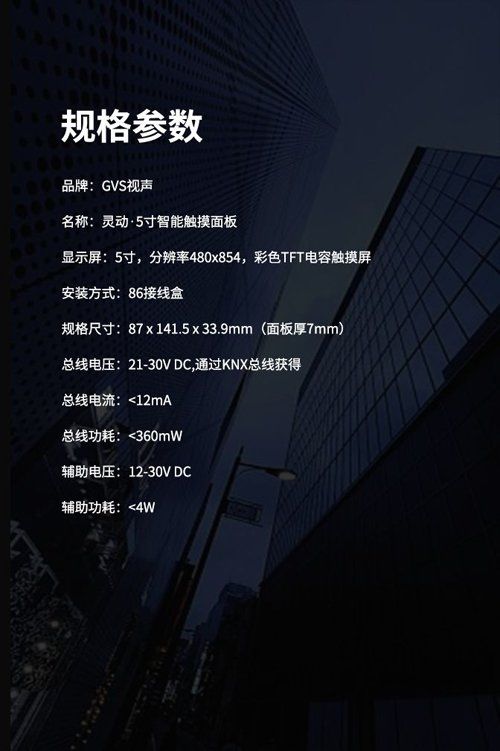 规格参数
品牌：GVS视声
名称：灵动·5寸智能触摸面板
显示屏：5寸，分辨率480x854，彩色TFT电容触摸屏
安装方式：86接线盒
规格尺寸：87 x 141.5 x 33.9mm（面板厚7mm）
总线电压：21-30V DC,通过KNX总线获得
总线电流：<12mA
总线功耗：<360mW
辅助电压：12-30V DC
辅助功耗：<4W